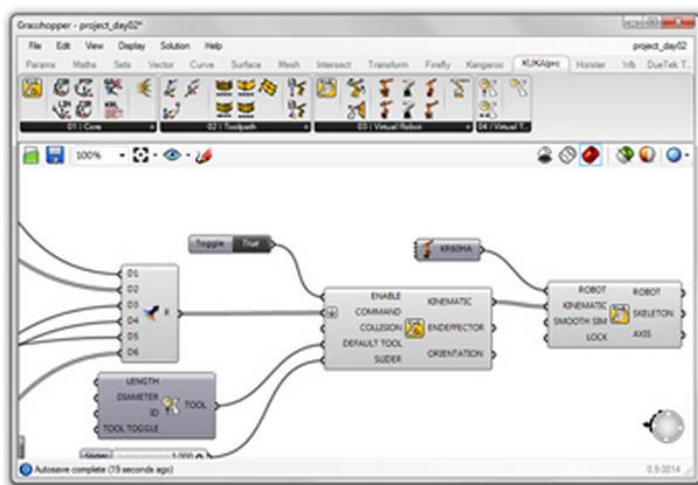 Grasshopper - project_day02*
File Edit View Display Solution Help project_day02
Params Maths Sets Vector Curve Surface Mesh Intersect Transform Firefly Kangaroo KUKA|prc Horster DueTek T..
01 | Core 02 | Toolpath 03 | Virtual Robot 04 | Virtual T...
100%
Toggle True
KR60HA
D1
D2
D3
D4
D5
D6
R
ENABLE
COMMAND
COLLISION
DEFAULT TOOL
SLIDER
KINEMATIC
ENDEFFECTOR
ORIENTATION
ROBOT
KINEMATIC
SMOOTH SIM
LOCK
ROBOT
SKELETON
AXIS
LENGTH
DIAMETER
ID
TOOL TOGGLE
TOOL
Slider 1.000
Autosave complete (19 seconds ago) 0.9.0014